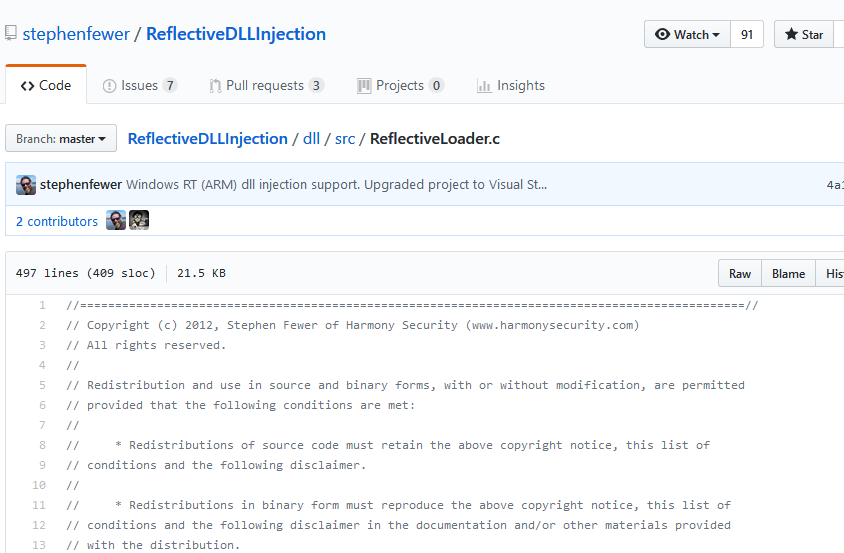 stephenfewer / ReflectiveDLLInjection
Watch 91 Star
Code Issues 7 Pull requests 3 Projects 0 Insights
Branch: master ReflectiveDLLInjection / dll / src / ReflectiveLoader.c
stephenfewer Windows RT (ARM) dll injection support. Upgraded project to Visual St... 4a1
2 contributors
497 lines (409 sloc) 21.5 KB Raw Blame His
1 //===============================================================================================//
2 // Copyright (c) 2012, Stephen Fewer of Harmony Security (www.harmonysecurity.com)
3 // All rights reserved.
4 //
5 // Redistribution and use in source and binary forms, with or without modification, are permitted
6 // provided that the following conditions are met:
7 //
8 //     * Redistributions of source code must retain the above copyright notice, this list of
9 // conditions and the following disclaimer.
10 //
11 //     * Redistributions in binary form must reproduce the above copyright notice, this list of
12 // conditions and the following disclaimer in the documentation and/or other materials provided
13 // with the distribution.